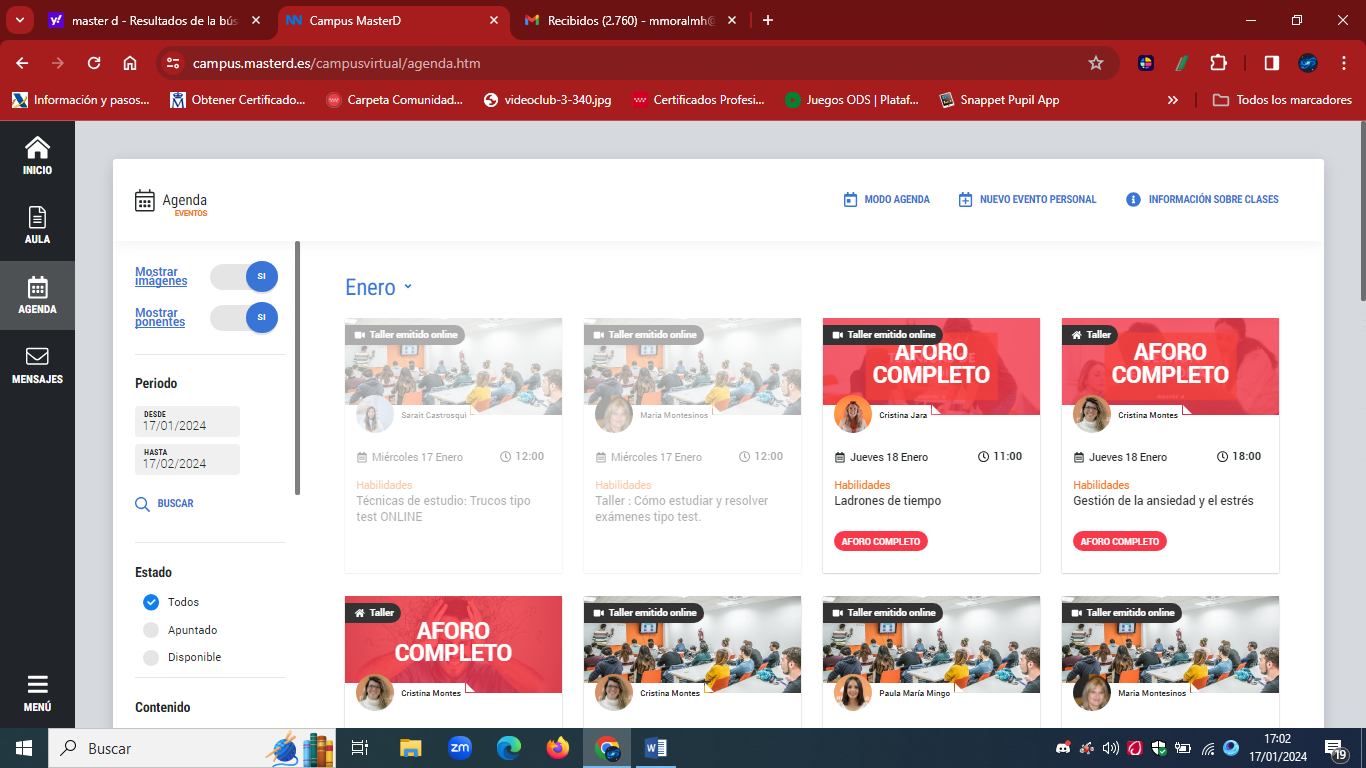 master d - Resultados de la bús
Campus MasterD
Recibidos (2.760) - mmoralmh@
campus.masterd.es/campusvirtual/agenda.htm
Información y pasos...
Obtener Certificado...
Carpeta Comunidad...
videoclub-3-340.jpg
Certificados Profesi...
Juegos ODS | Plataf...
Snappet Pupil App
Todos los marcadores
INICIO
AULA
AGENDA
MENSAJES
MENÚ
Agenda
EVENTOS
MODO AGENDA
NUEVO EVENTO PERSONAL
INFORMACIÓN SOBRE CLASES
Mostrar
imágenes
SI
Mostrar
ponentes
SI
Periodo
DESDE
17/01/2024
HASTA
17/02/2024
BUSCAR
Estado
Todos
Apuntado
Disponible
Contenido
Enero
Taller emitido online
Sarait Castrosqui
Miércoles 17 Enero
12:00
Habilidades
Técnicas de estudio: Trucos tipo
test ONLINE
Taller emitido online
Maria Montesinos
Miércoles 17 Enero
12:00
Habilidades
Taller : Cómo estudiar y resolver
exámenes tipo test.
Taller emitido online
AFORO
COMPLETO
Cristina Jara
Jueves 18 Enero
11:00
Habilidades
Ladrones de tiempo
AFORO COMPLETO
Taller
AFORO
COMPLETO
Cristina Montes
Jueves 18 Enero
18:00
Habilidades
Gestión de la ansiedad y el estrés
AFORO COMPLETO
Taller
AFORO
COMPLETO
Cristina Montes
Taller emitido online
Cristina Montes
Taller emitido online
Paula María Mingo
Taller emitido online
Maria Montesinos
Buscar
zm
17:02
17/01/2024
19